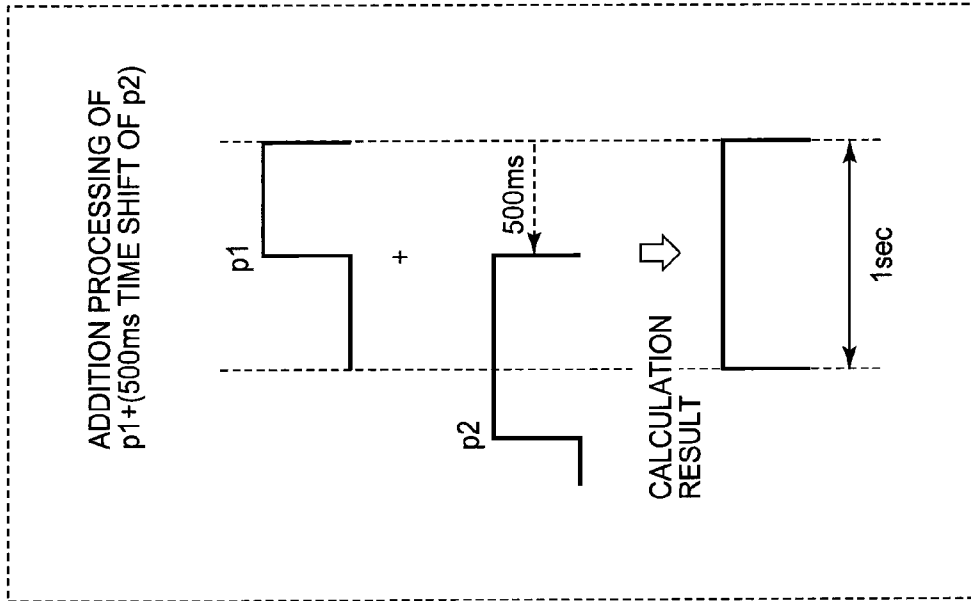 ADDITION PROCESSING OF
p1+(500ms TIME SHIFT OF p2)
p1
+
p2
500ms
CALCULATION
RESULT
1sec